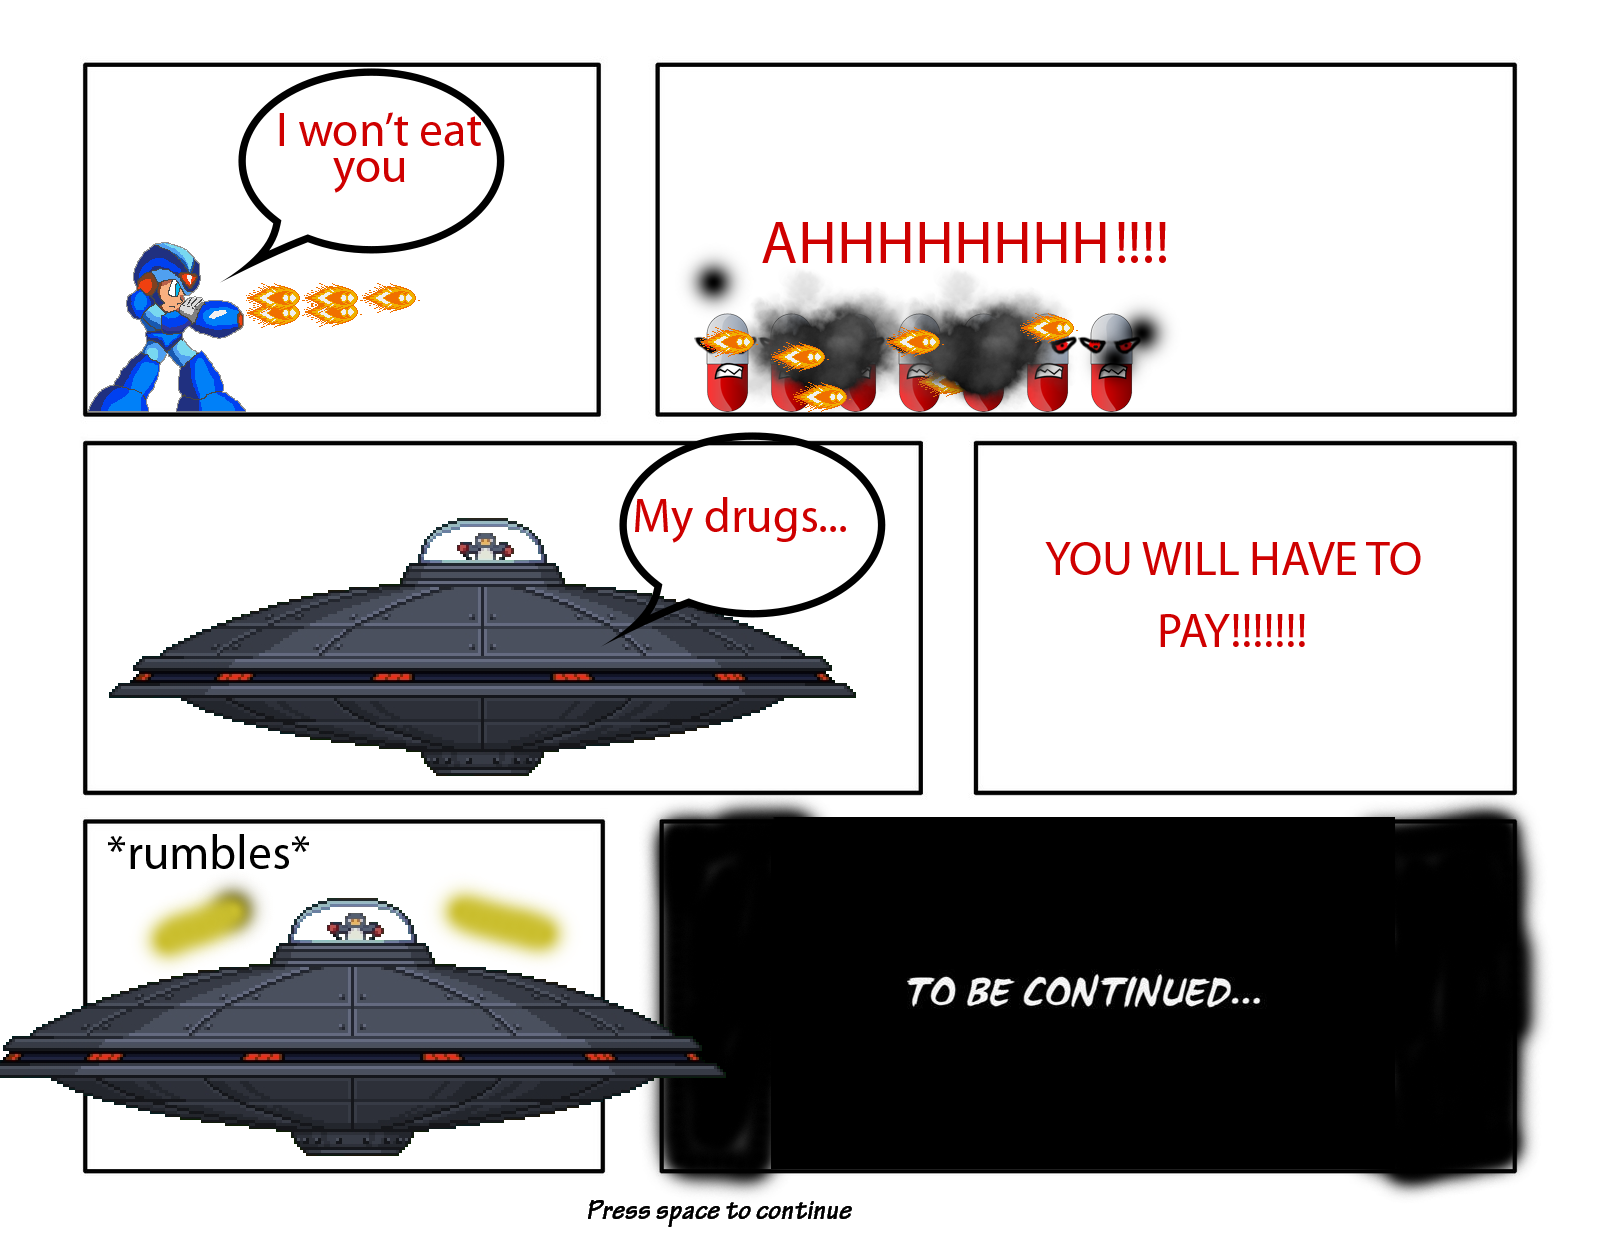 I won’t eat
you
AHHHHHHHH!!!!
My drugs...
YOU WILL HAVE TO
PAY!!!!!!!
*rumbles*
TO BE CONTINUED...
Press space to continue